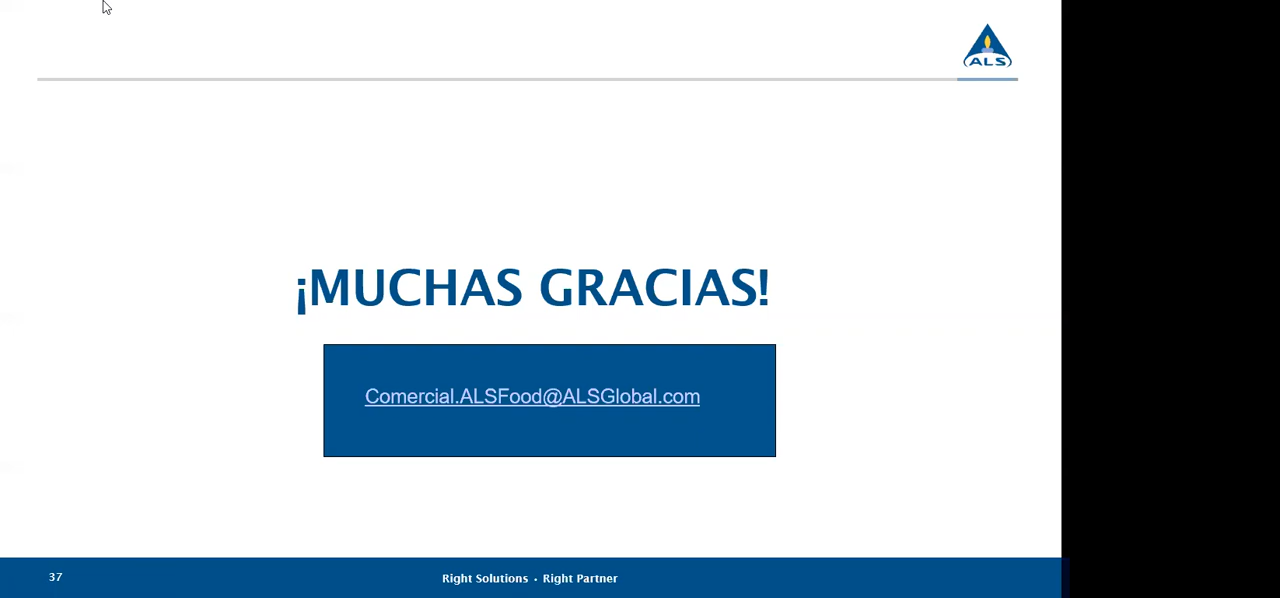 ALS
¡MUCHAS GRACIAS!
Comercial.ALSFood@ALSGlobal.com
37
Right Solutions • Right Partner